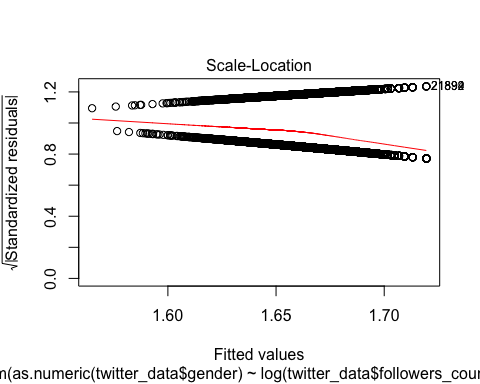 Scale-Location
√|Standardized residuals|
1.2
0.8
0.4
0.0
1.60
1.65
1.70
Fitted values
m(as.numeric(twitter_data$gender) ~ log(twitter_data$followers_cour